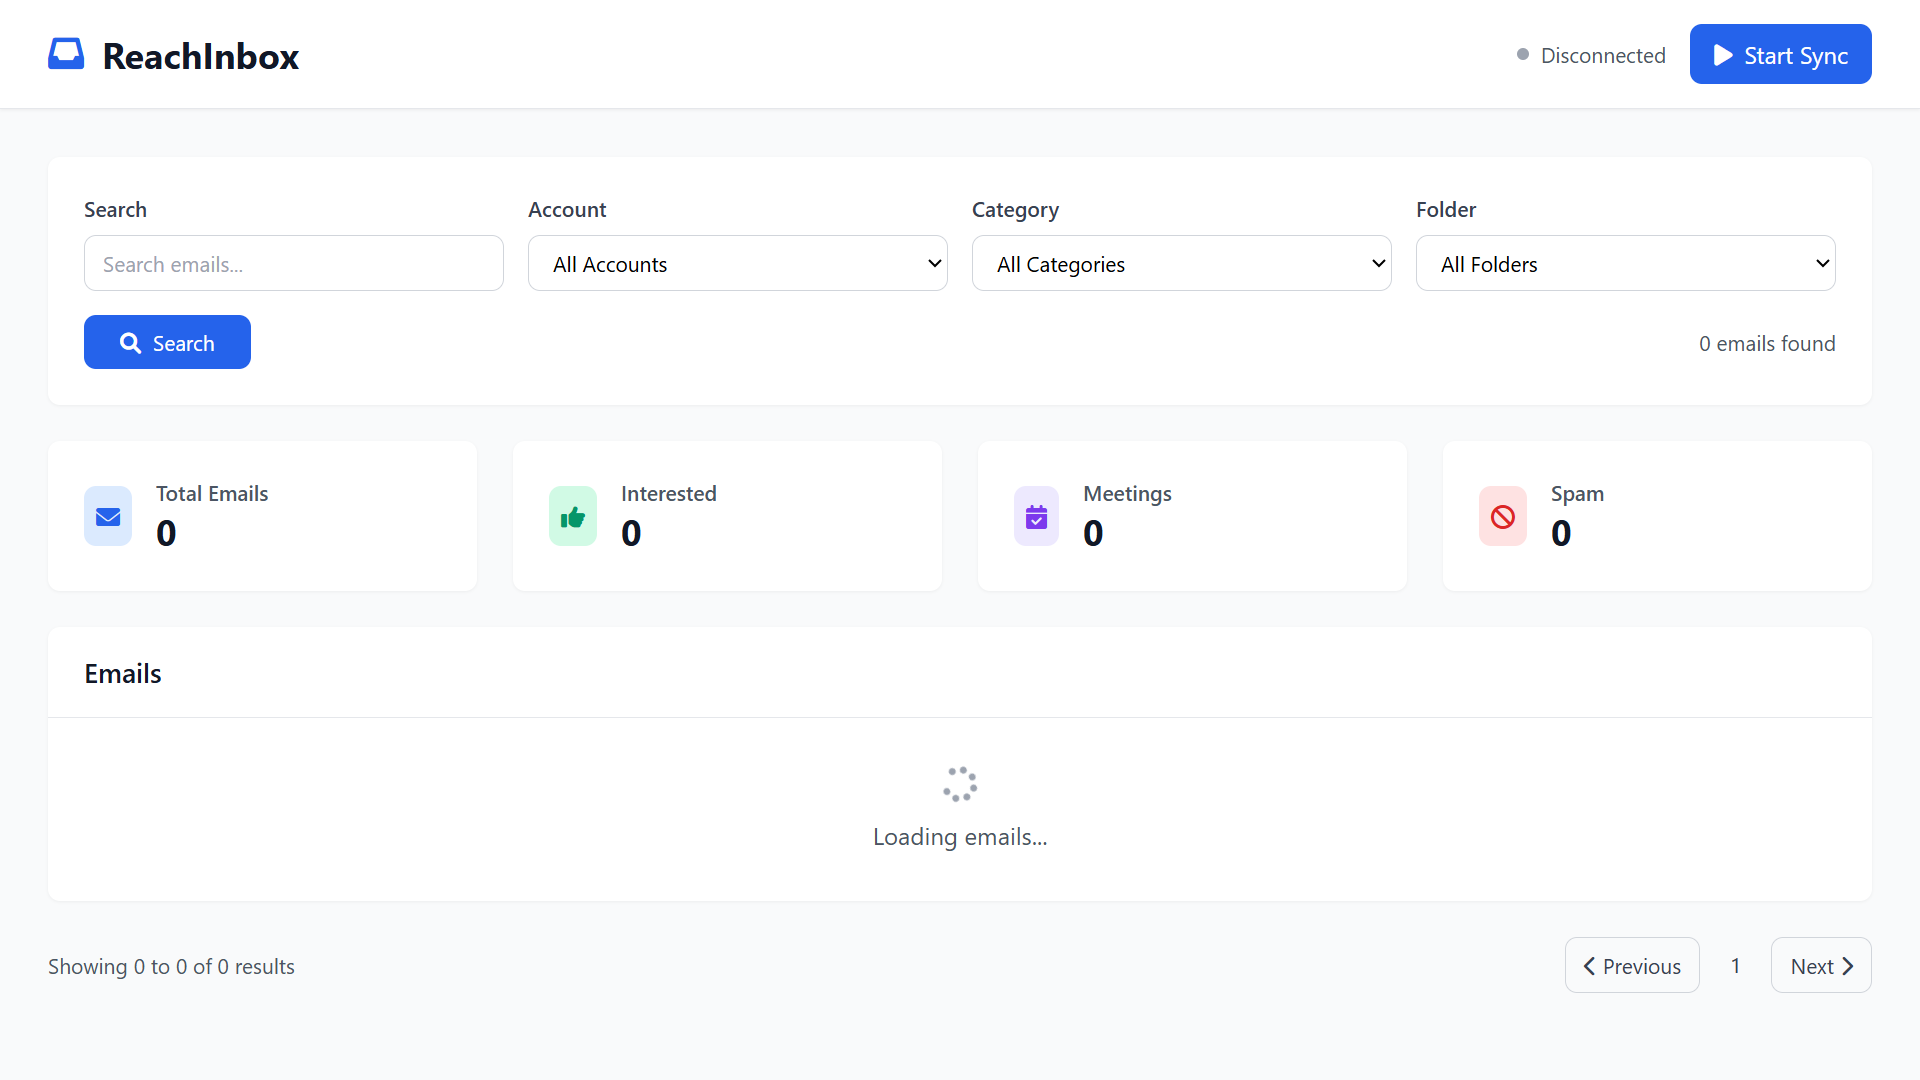 ReachInbox
Disconnected
Start Sync
Search
Account
Category
Folder
Search emails...
All Accounts
All Categories
All Folders
Search
0 emails found
Total Emails
0
Interested
0
Meetings
0
Spam
0
Emails
Loading emails...
Showing 0 to 0 of 0 results
Previous
1
Next